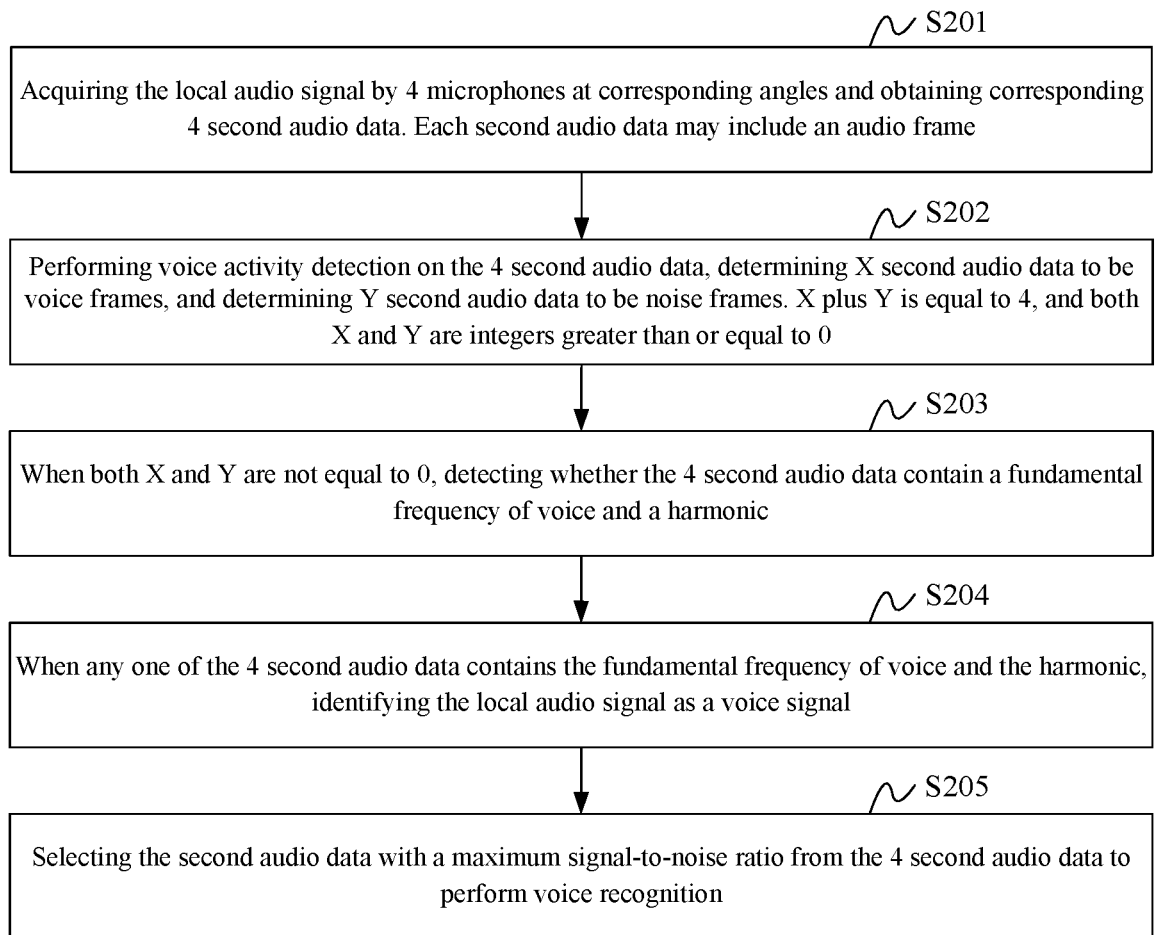 S201
Acquiring the local audio signal by 4 microphones at corresponding angles and obtaining corresponding
4 second audio data. Each second audio data may include an audio frame
S202
Performing voice activity detection on the 4 second audio data, determining X second audio data to be
voice frames, and determining Y second audio data to be noise frames. X plus Y is equal to 4, and both
X and Y are integers greater than or equal to 0
S203
When both X and Y are not equal to 0, detecting whether the 4 second audio data contain a fundamental
frequency of voice and a harmonic
S204
When any one of the 4 second audio data contains the fundamental frequency of voice and the harmonic,
identifying the local audio signal as a voice signal
S205
Selecting the second audio data with a maximum signal-to-noise ratio from the 4 second audio data to
perform voice recognition